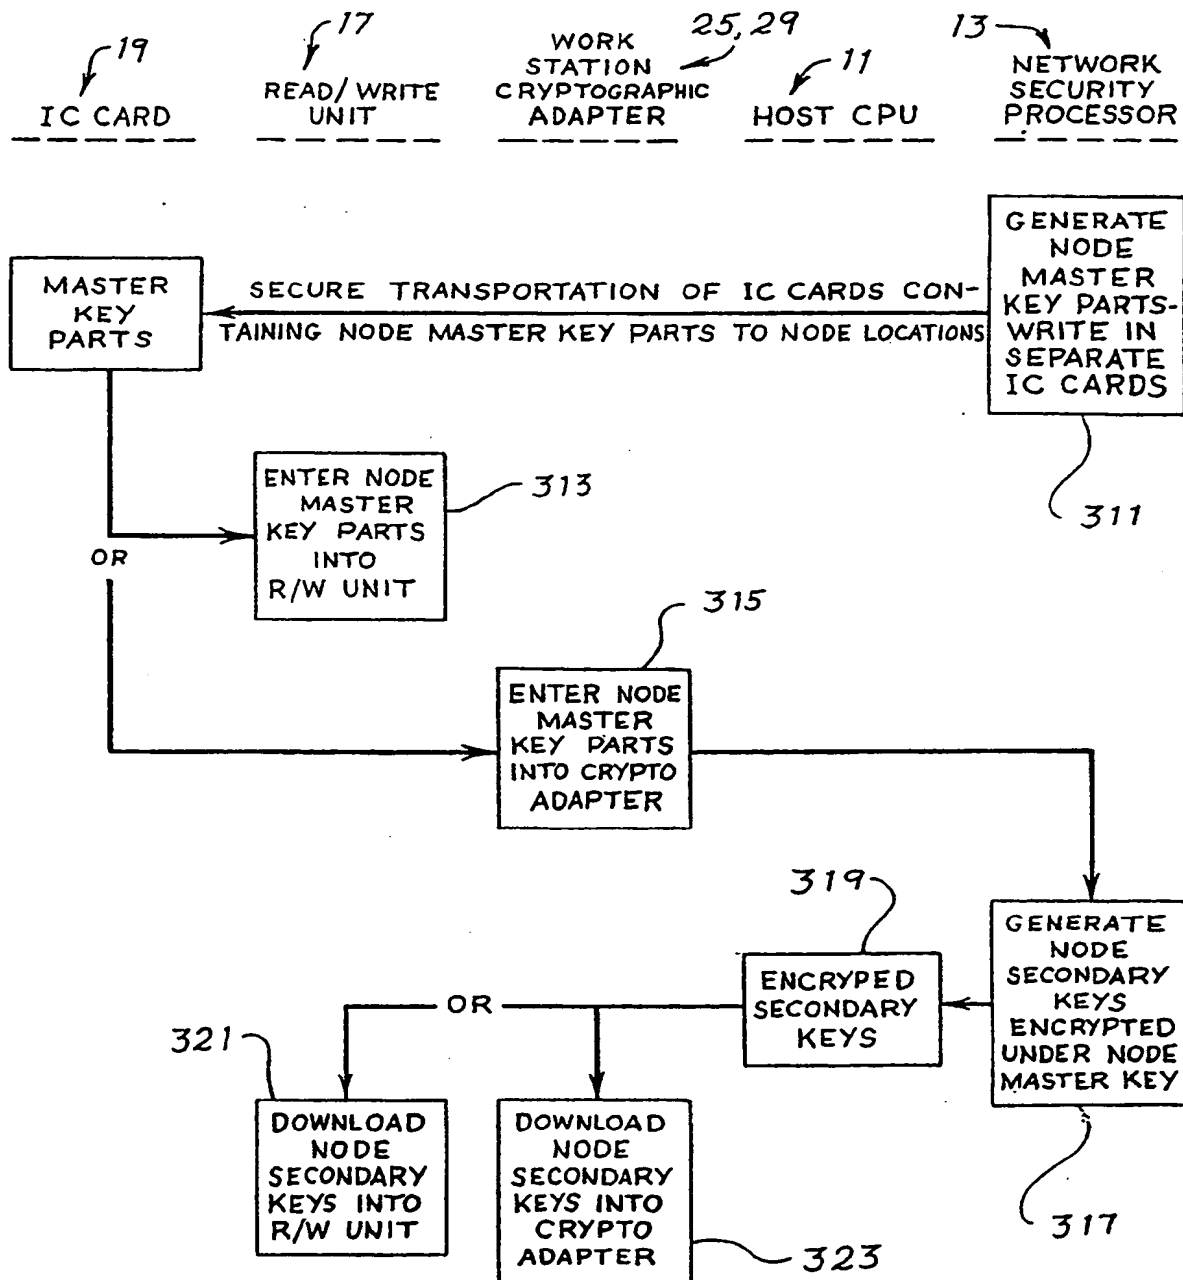 19
IC CARD
17
READ/WRITE
UNIT
25, 29
WORK
STATION
CRYPTOGRAPHIC
ADAPTER
11
HOST CPU
13
NETWORK
SECURITY
PROCESSOR
GENERATE
NODE
MASTER
KEY PARTS-
WRITE IN
SEPARATE
IC CARDS
311
SECURE TRANSPORTATION OF IC CARDS CON-
TAINING NODE MASTER KEY PARTS TO NODE LOCATIONS
MASTER
KEY
PARTS
OR
ENTER NODE
MASTER
KEY PARTS
INTO
R/W UNIT
313
315
ENTER NODE
MASTER
KEY PARTS
INTO CRYPTO
ADAPTER
GENERATE
NODE
SECONDARY
KEYS
ENCRYPTED
UNDER NODE
MASTER KEY
317
319
ENCRYPED
SECONDARY
KEYS
OR
321
DOWNLOAD
NODE
SECONDARY
KEYS INTO
R/W UNIT
DOWNLOAD
NODE
SECONDARY
KEYS INTO
CRYPTO
ADAPTER
323